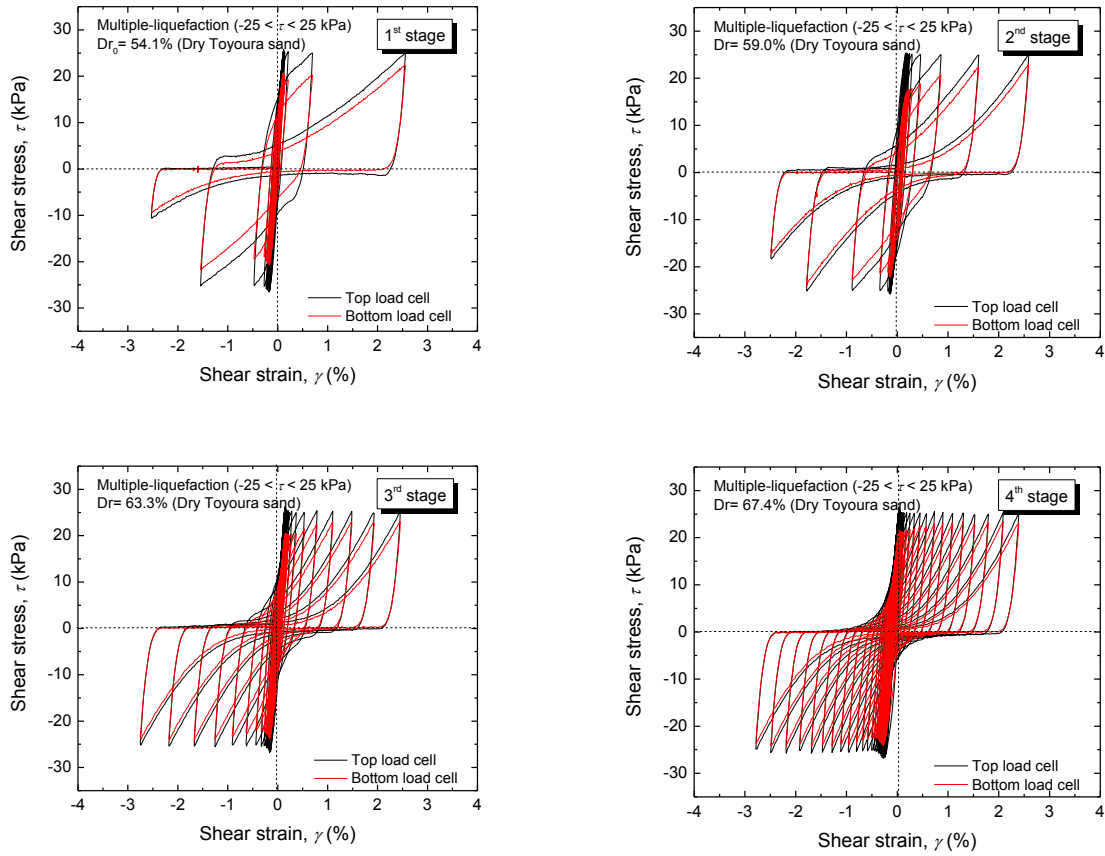 Multiple-liquefaction (-25 < τ < 25 kPa)
Dr₀= 54.1% (Dry Toyoura sand)
1st stage
Shear stress, τ (kPa)
30
20
10
0
-10
-20
-30
Top load cell
Bottom load cell
-4 -3 -2 -1 0 1 2 3 4
Shear strain, γ (%)
Multiple-liquefaction (-25 < τ < 25 kPa)
Dr= 59.0% (Dry Toyoura sand)
2nd stage
Shear stress, τ (kPa)
30
20
10
0
-10
-20
-30
Top load cell
Bottom load cell
-4 -3 -2 -1 0 1 2 3 4
Shear strain, γ (%)
Multiple-liquefaction (-25 < τ < 25 kPa)
Dr= 63.3% (Dry Toyoura sand)
3rd stage
Shear stress, τ (kPa)
30
20
10
0
-10
-20
-30
Top load cell
Bottom load cell
-4 -3 -2 -1 0 1 2 3 4
Shear strain, γ (%)
Multiple-liquefaction (-25 < τ < 25 kPa)
Dr= 67.4% (Dry Toyoura sand)
4th stage
Shear stress, τ (kPa)
30
20
10
0
-10
-20
-30
Top load cell
Bottom load cell
-4 -3 -2 -1 0 1 2 3 4
Shear strain, γ (%)